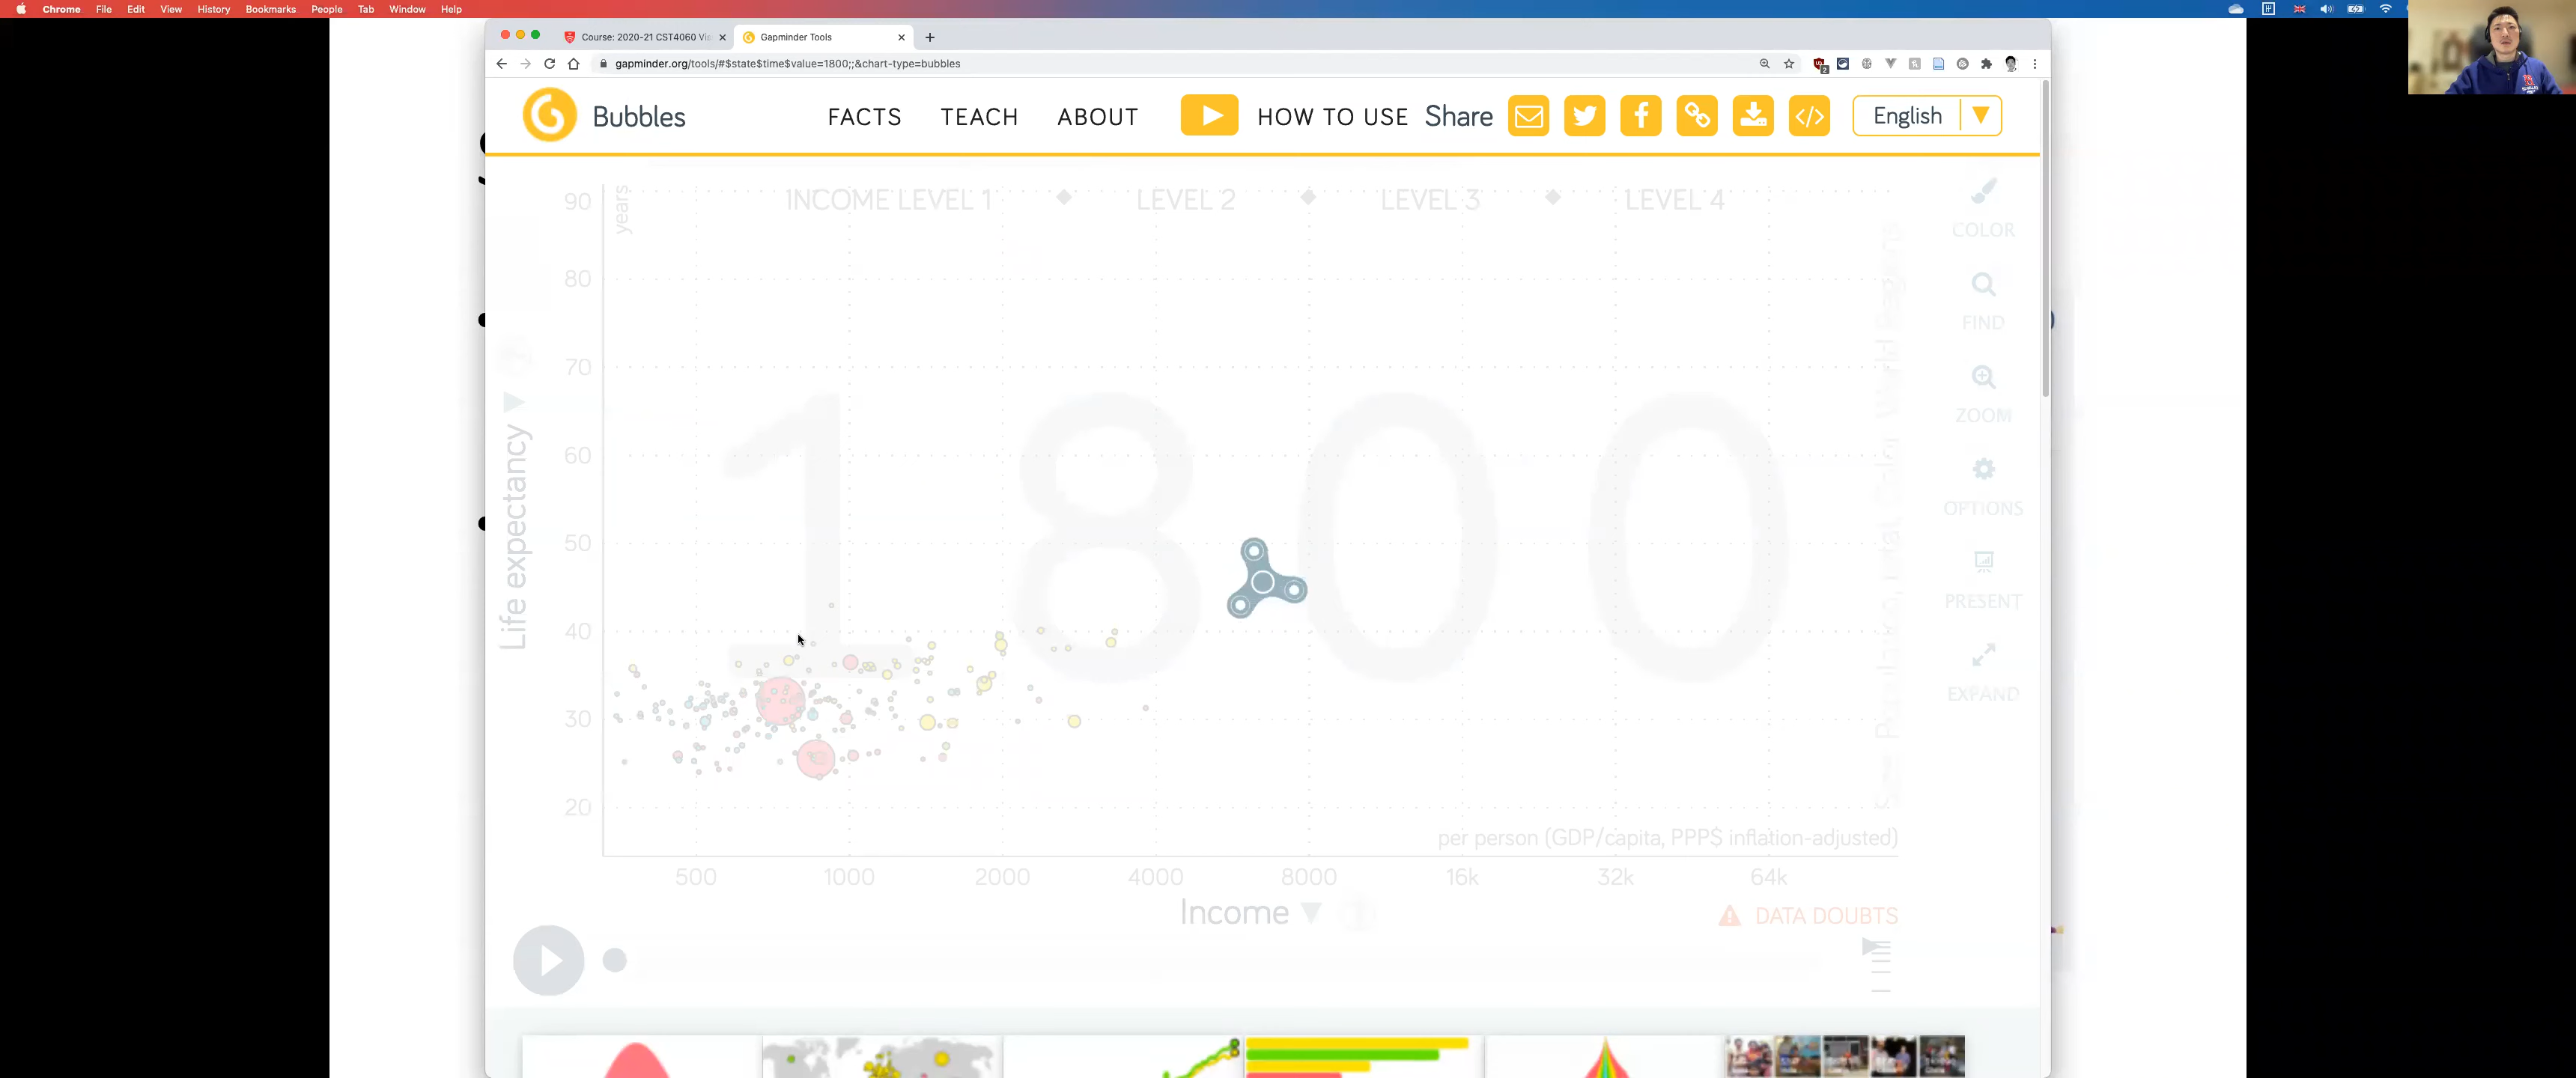 Chrome File Edit View History Bookmarks People Tab Window Help
Course: 2020-21 CST4060 Vi
Gapminder Tools
gapminder.org/tools/#$state$time$value=1800;;&chart-type=bubbles
2
Bubbles
FACTS TEACH ABOUT HOW TO USE Share English
years
INCOME LEVEL 1 LEVEL 2 LEVEL 3 LEVEL 4
90
80
70
60
50
40
30
20
1800
Life expectancy
COLOR
FIND
ZOOM
OPTIONS
PRESENT
EXPAND
per person (GDP/capita, PPP$ inflation-adjusted)
500 1000 2000 4000 8000 16k 32k 64k
Income
DATA DOUBTS